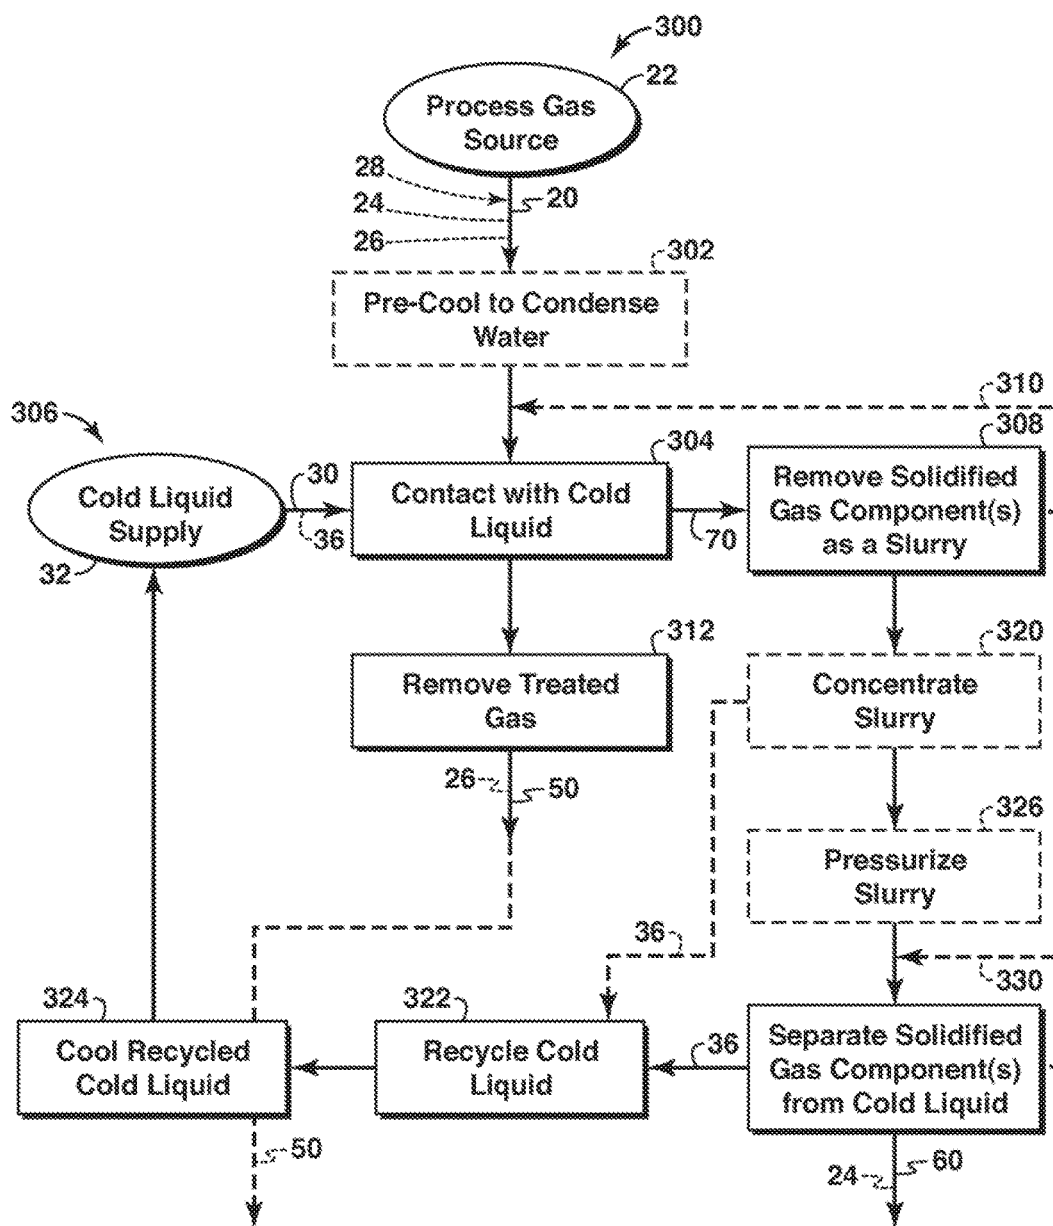 300
22
Process Gas
Source
28
24
26
20
302
Pre-Cool to Condense
Water
310
306
304
308
Cold Liquid
Supply
32
30
36
Contact with Cold
Liquid
70
Remove Solidified
Gas Component(s)
as a Slurry
312
320
Remove Treated
Gas
Concentrate
Slurry
26
50
326
Pressurize
Slurry
36
330
324
322
Cool Recycled
Cold Liquid
Recycle Cold
Liquid
36
Separate Solidified
Gas Component(s)
from Cold Liquid
50
24
60